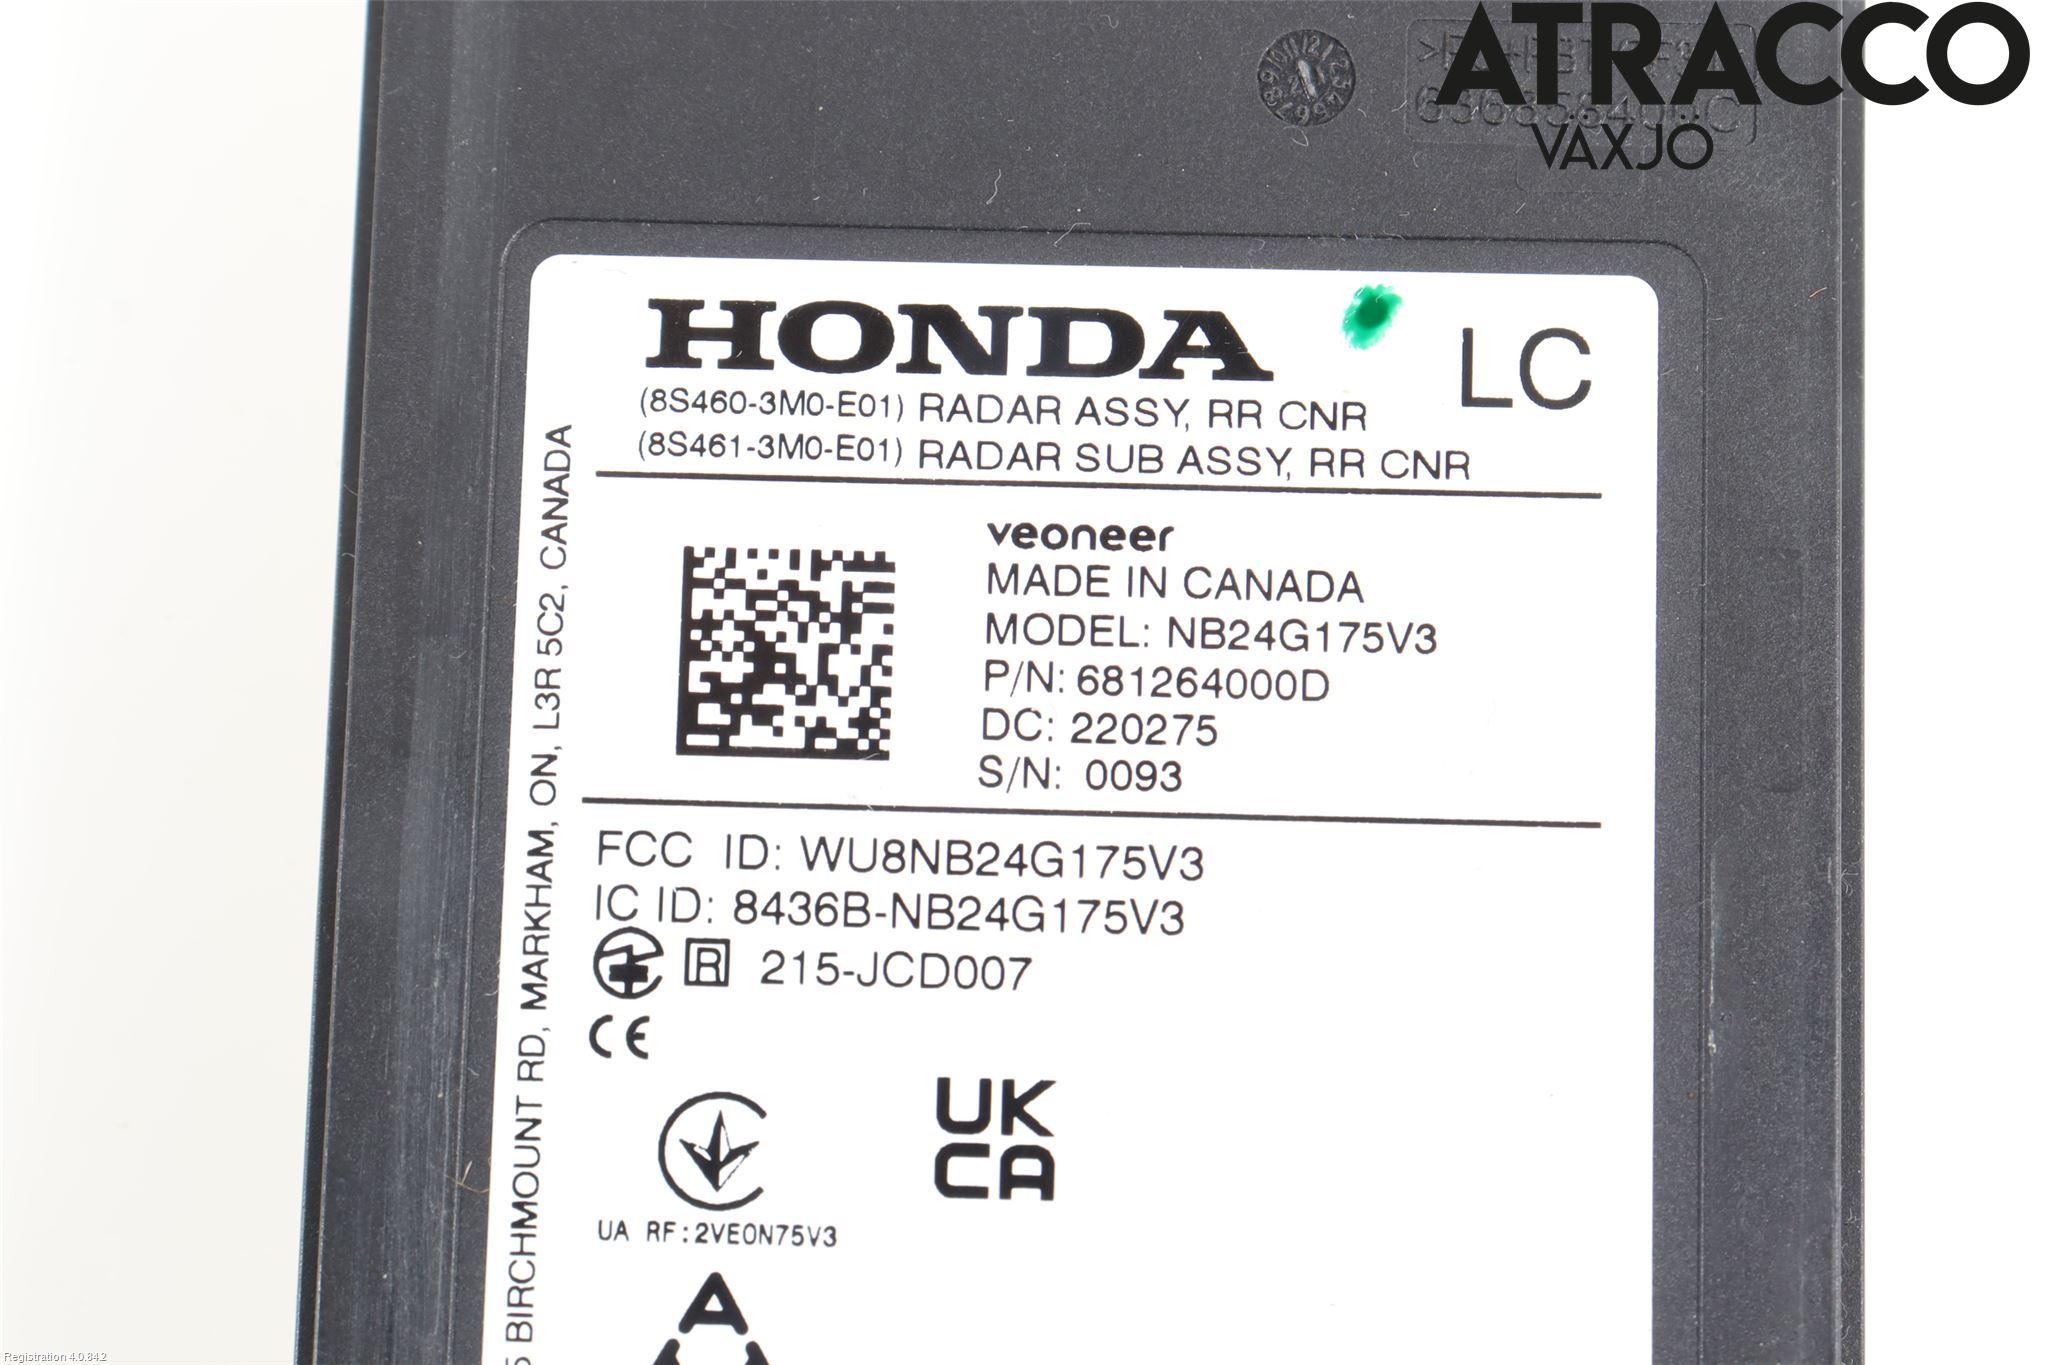 ATRACCO
VÄXJÖ
HONDA
LC
(8S460-3M0-E01) RADAR ASSY, RR CNR
(8S461-3M0-E01) RADAR SUB ASSY, RR CNR
veoneer
MADE IN CANADA
MODEL: NB24G175V3
P/N: 681264000D
DC: 220275
S/N: 0093
FCC ID: WU8NB24G175V3
IC ID: 8436B-NB24G175V3
R 215-JCD007
CE
UK
CA
UA RF:2VEON75V3
A
BIRCHMOUNT RD, MARKHAM, ON, L3R 5C2, CANADA
Registration 4.0.84.2